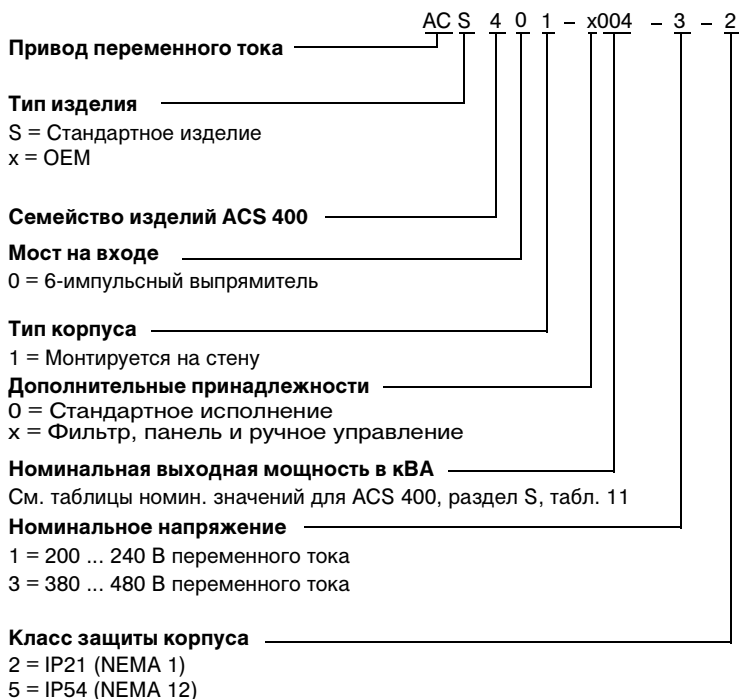 AC S 4 0 1 – x004 – 3 – 2
Привод переменного тока
Тип изделия
S = Стандартное изделие
x = OEM
Семейство изделий ACS 400
Мост на входе
0 = 6-импульсный выпрямитель
Тип корпуса
1 = Монтируется на стену
Дополнительные принадлежности
0 = Стандартное исполнение
x = Фильтр, панель и ручное управление
Номинальная выходная мощность в кВА
См. таблицы номин. значений для ACS 400, раздел S, табл. 11
Номинальное напряжение
1 = 200 ... 240 В переменного тока
3 = 380 ... 480 В переменного тока
Класс защиты корпуса
2 = IP21 (NEMA 1)
5 = IP54 (NEMA 12)